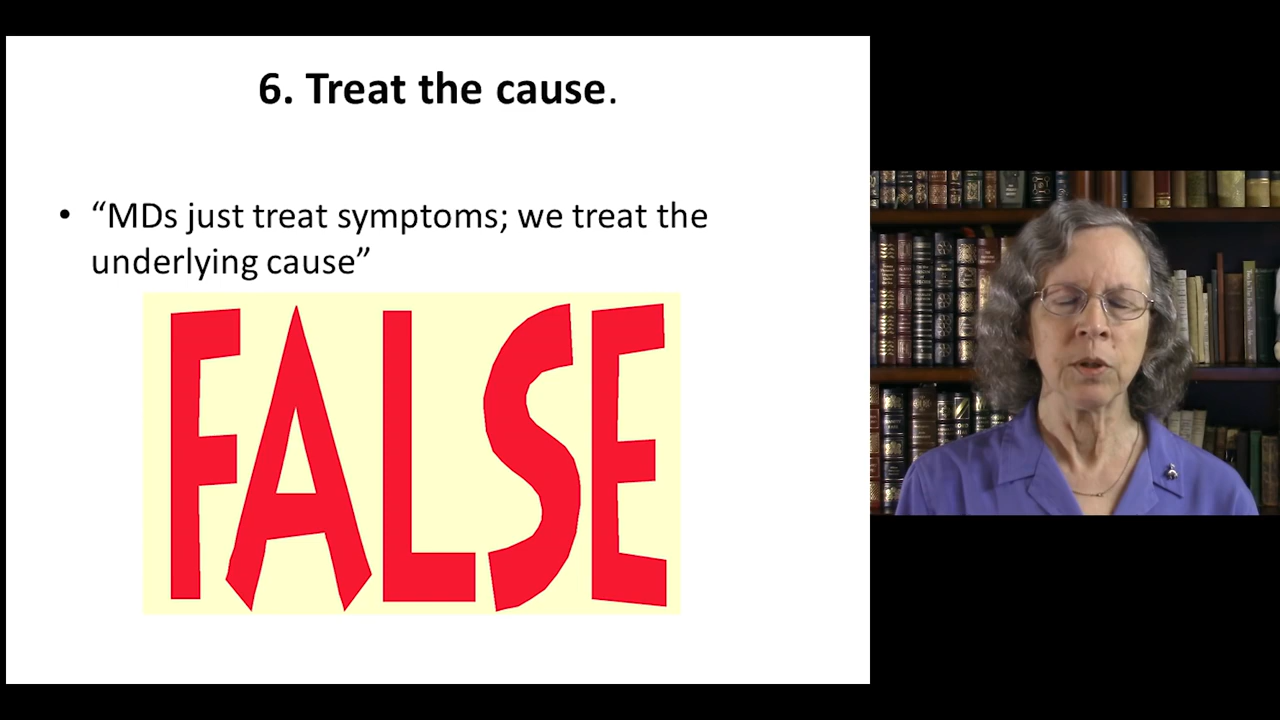 6. Treat the cause.
• “MDs just treat symptoms; we treat the
underlying cause”
FALSE